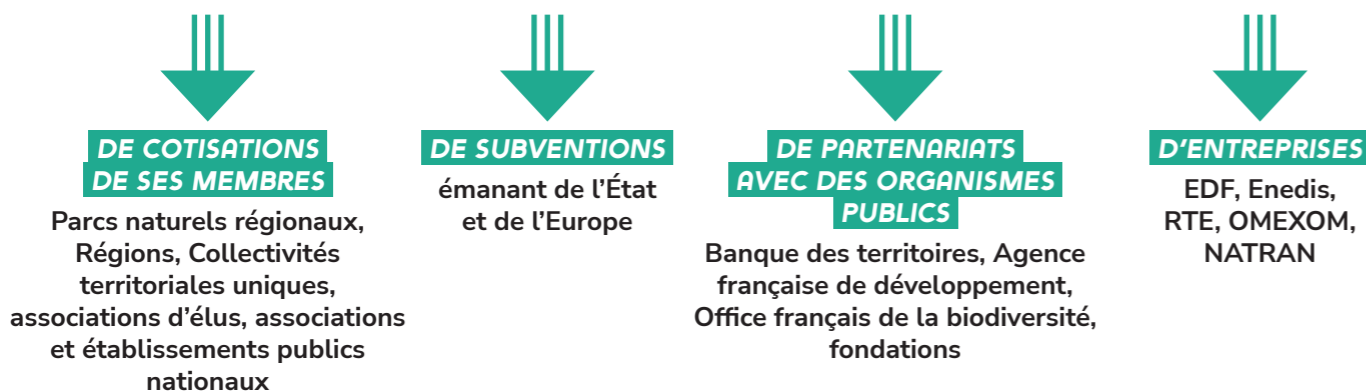 DE COTISATIONS
DE SES MEMBRES
Parcs naturels régionaux,
Régions, Collectivités
territoriales uniques,
associations d'élus, associations
et établissements publics
nationaux
DE SUBVENTIONS
émanant de l'État
et de l'Europe
DE PARTENARIATS
AVEC DES ORGANISMES
PUBLICS
Banque des territoires, Agence
française de développement,
Office français de la biodiversité,
fondations
D'ENTREPRISES
EDF, Enedis,
RTE, OMEXOM,
NATRAN